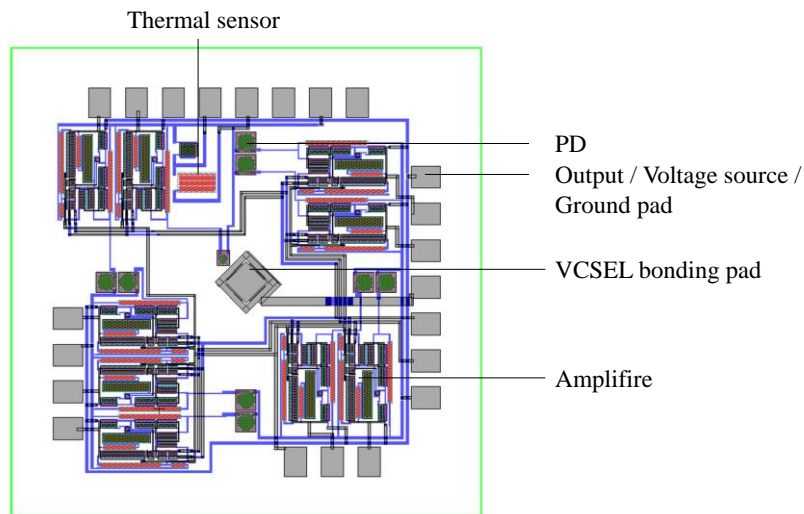 Thermal sensor
PD
Output / Voltage source /
Ground pad
VCSEL bonding pad
Amplifire